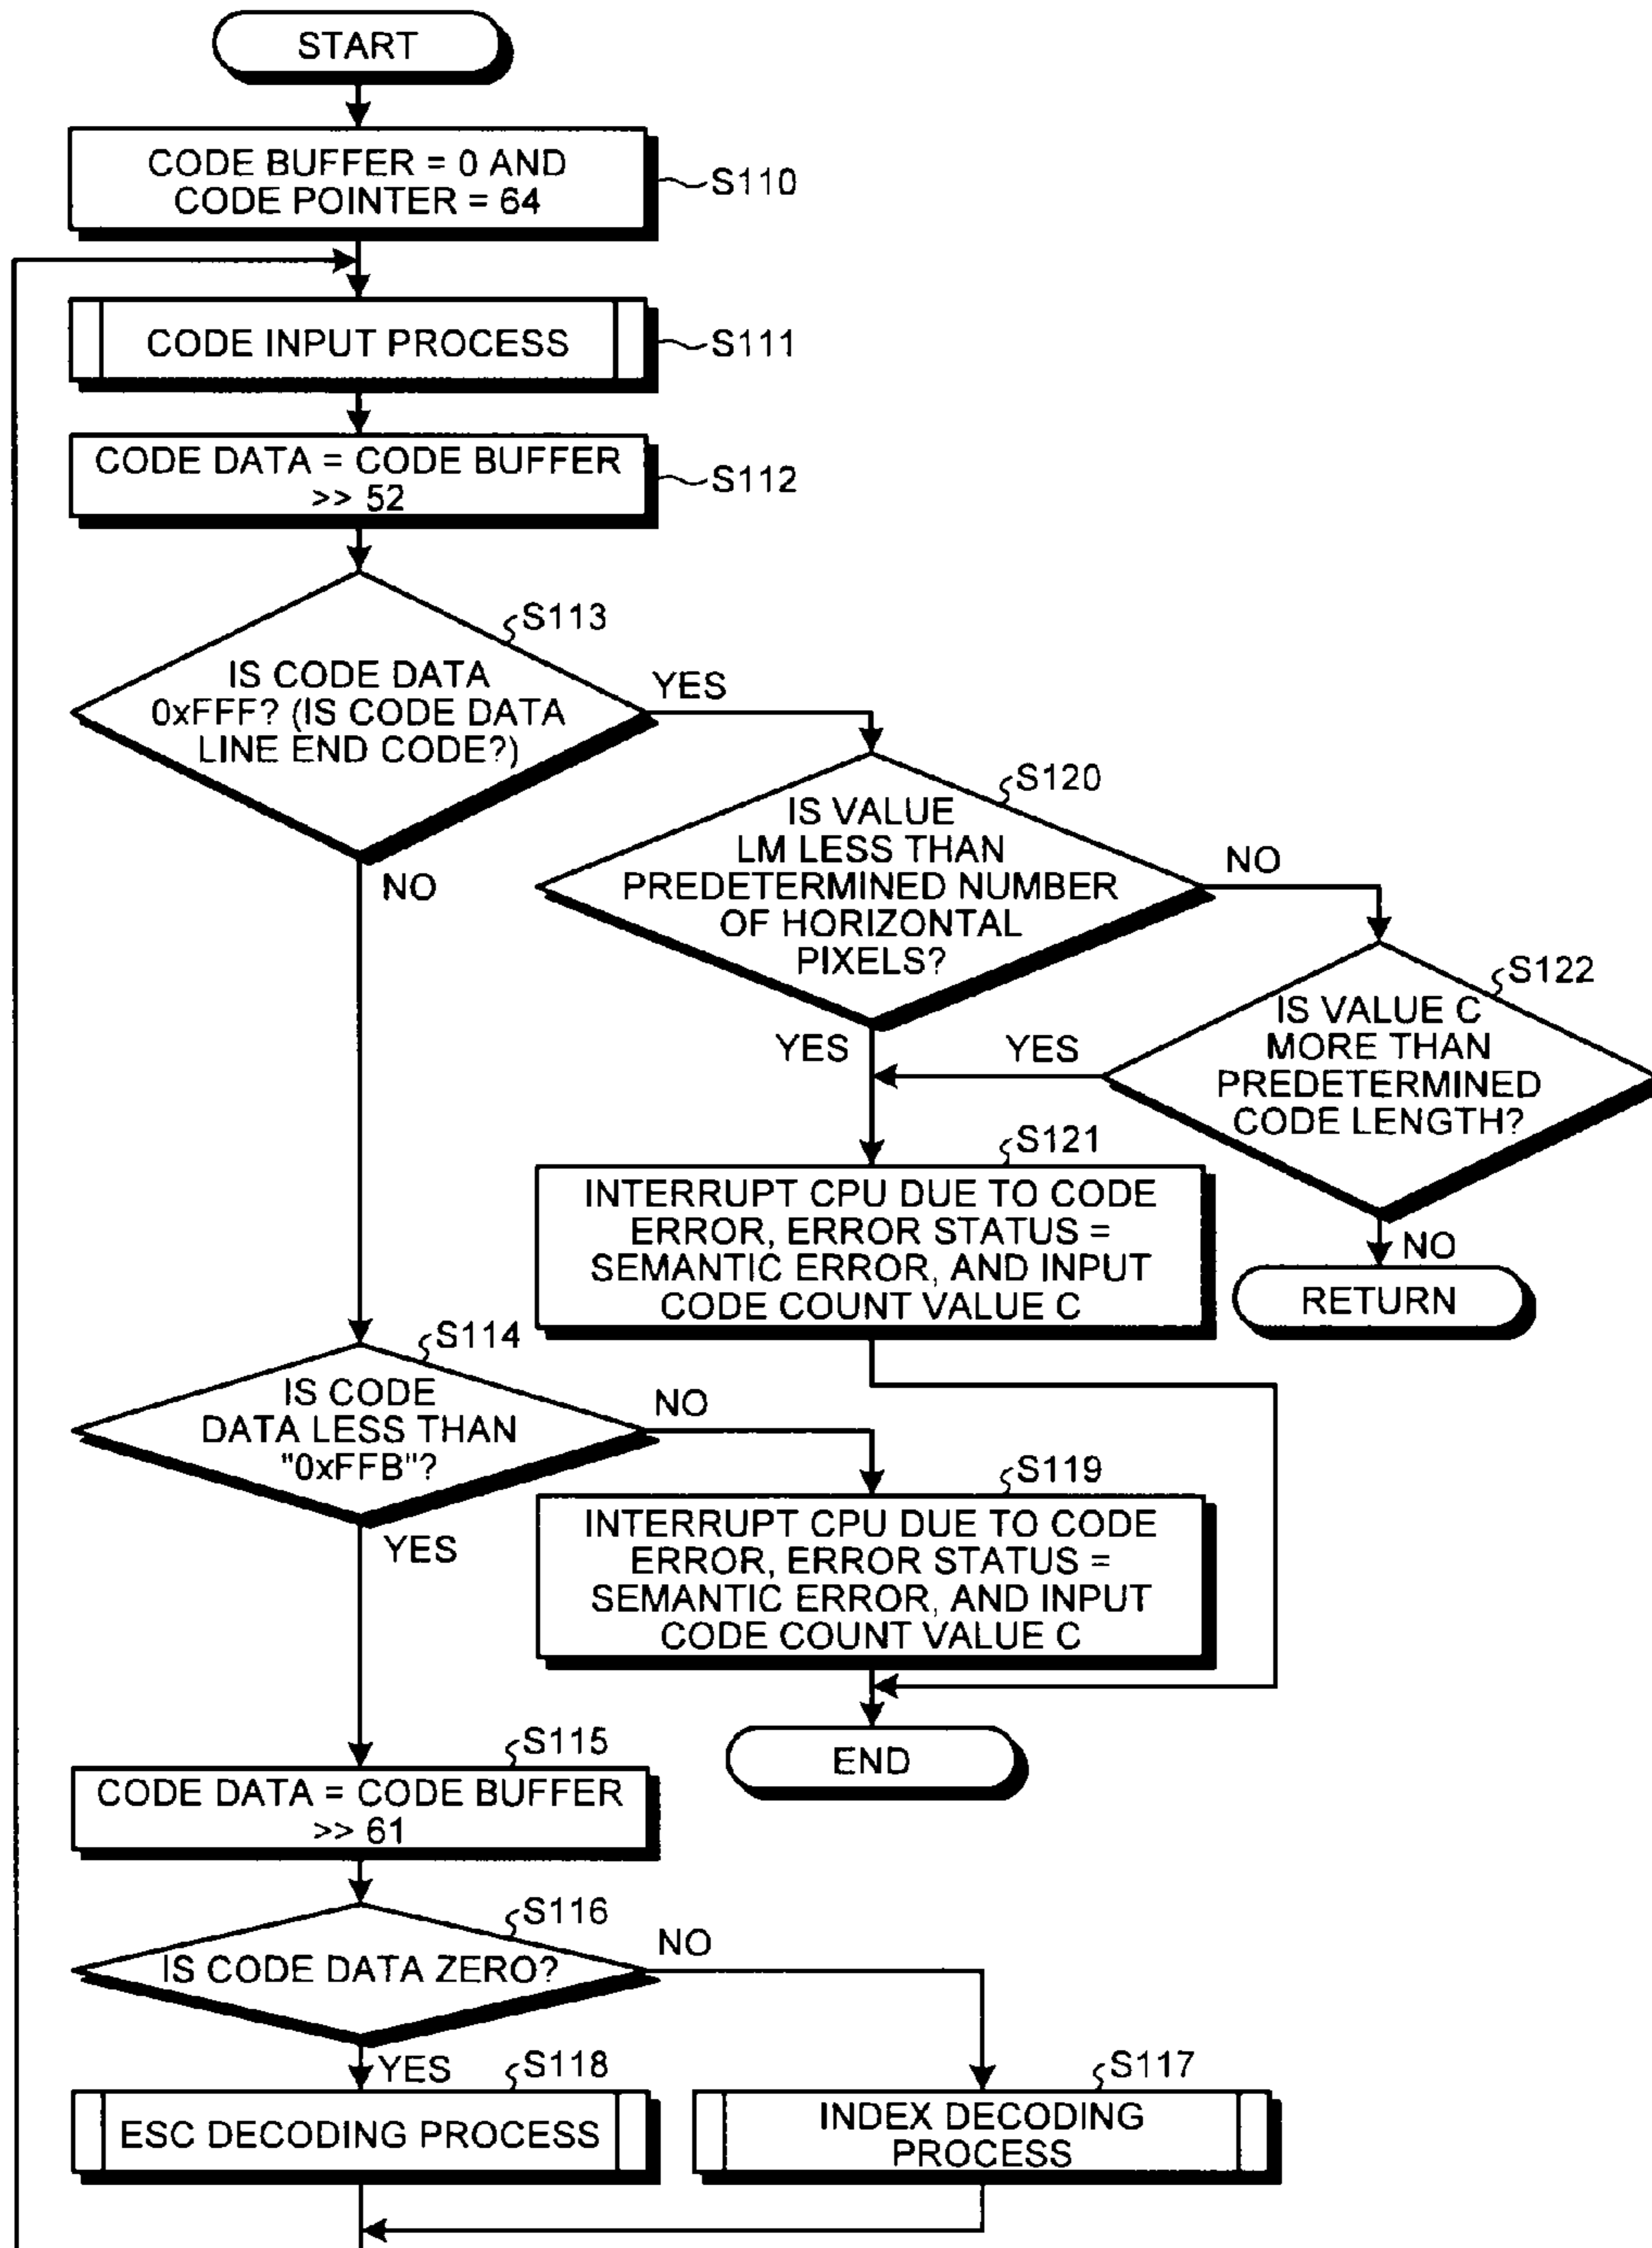 START
CODE BUFFER = 0 AND
CODE POINTER = 64
S110
CODE INPUT PROCESS
S111
CODE DATA = CODE BUFFER
>> 52
S112
S113
IS CODE DATA
0xFFF? (IS CODE DATA
LINE END CODE?)
YES
NO
S120
IS VALUE
LM LESS THAN
PREDETERMINED NUMBER
OF HORIZONTAL
PIXELS?
NO
YES
S122
IS VALUE C
MORE THAN
PREDETERMINED
CODE LENGTH?
YES
NO
RETURN
S121
INTERRUPT CPU DUE TO CODE
ERROR, ERROR STATUS =
SEMANTIC ERROR, AND INPUT
CODE COUNT VALUE C
S114
IS CODE
DATA LESS THAN
"0xFFB"?
NO
YES
S119
INTERRUPT CPU DUE TO CODE
ERROR, ERROR STATUS =
SEMANTIC ERROR, AND INPUT
CODE COUNT VALUE C
END
S115
CODE DATA = CODE BUFFER
>> 61
S116
IS CODE DATA ZERO?
NO
YES
S118
ESC DECODING PROCESS
S117
INDEX DECODING
PROCESS